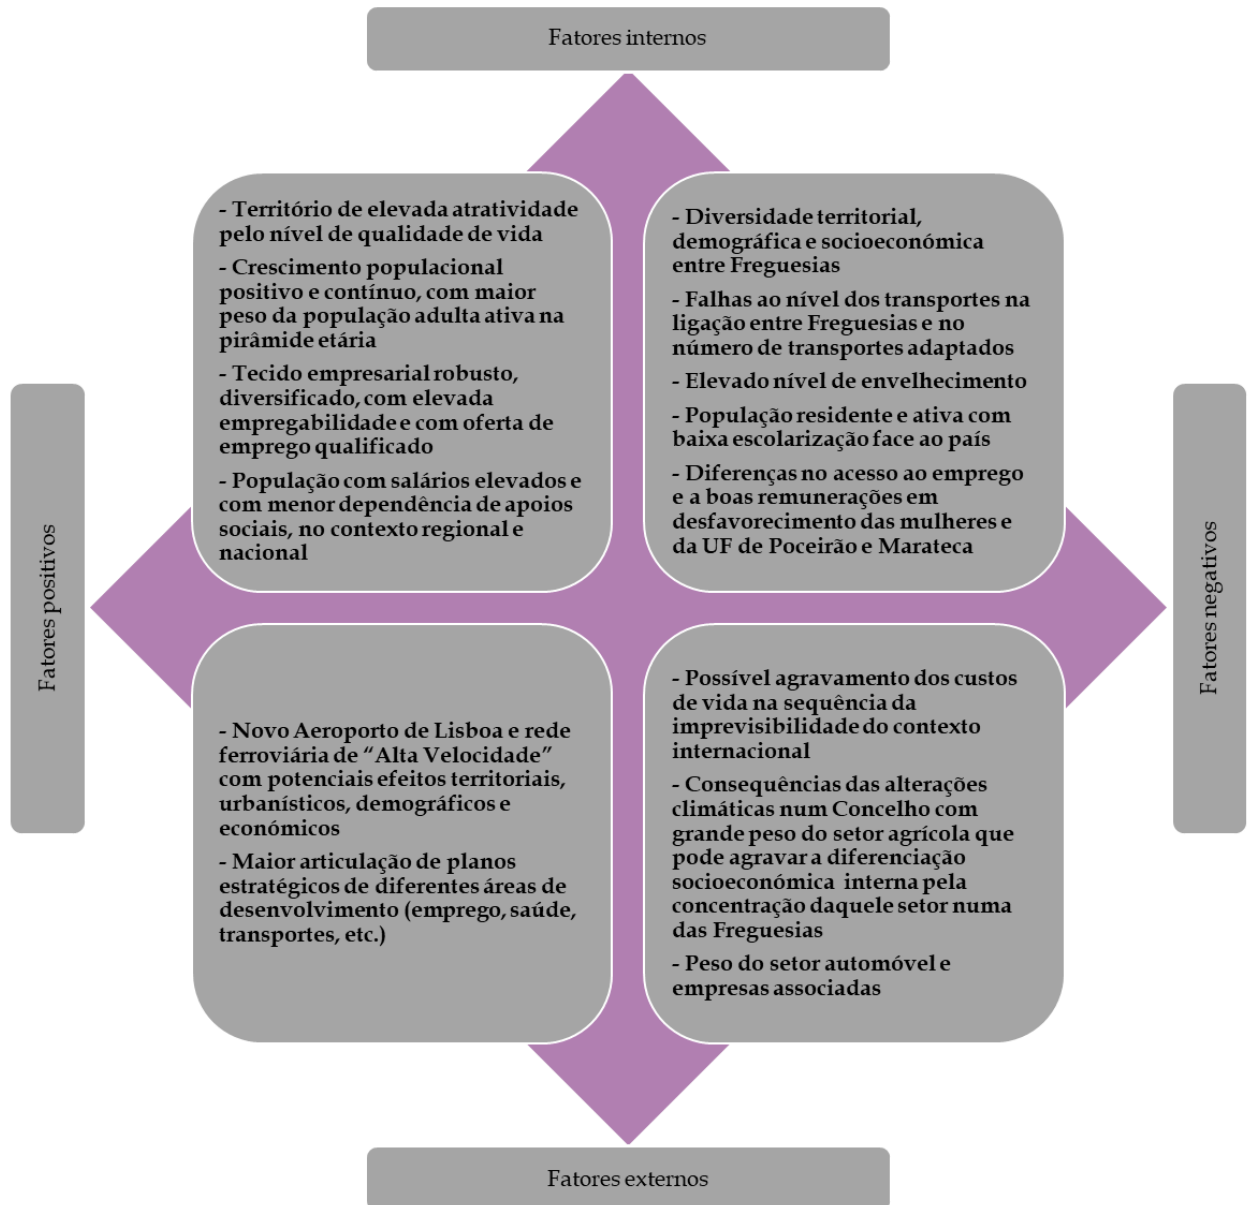 Fatores internos
- Território de elevada atratividade
pelo nível de qualidade de vida
- Crescimento populacional
positivo e contínuo, com maior
peso da população adulta ativa na
pirâmide etária
- Tecido empresarial robusto,
diversificado, com elevada
empregabilidade e com oferta de
emprego qualificado
- População com salários elevados e
com menor dependência de apoios
sociais, no contexto regional e
nacional
- Diversidade territorial,
demográfica e socioeconómica
entre Freguesias
- Falhas ao nível dos transportes na
ligação entre Freguesias e no
número de transportes adaptados
- Elevado nível de envelhecimento
- População residente e ativa com
baixa escolarização face ao país
- Diferenças no acesso ao emprego
e a boas remunerações em
desfavorecimento das mulheres e
da UF de Poceirão e Marateca
Fatores positivos
Fatores negativos
- Novo Aeroporto de Lisboa e rede
ferroviária de “Alta Velocidade”
com potenciais efeitos territoriais,
urbanísticos, demográficos e
económicos
- Maior articulação de planos
estratégicos de diferentes áreas de
desenvolvimento (emprego, saúde,
transportes, etc.)
- Possível agravamento dos custos
de vida na sequência da
imprevisibilidade do contexto
internacional
- Consequências das alterações
climáticas num Concelho com
grande peso do setor agrícola que
pode agravar a diferenciação
socioeconómica interna pela
concentração daquele setor numa
das Freguesias
- Peso do setor automóvel e
empresas associadas
Fatores externos